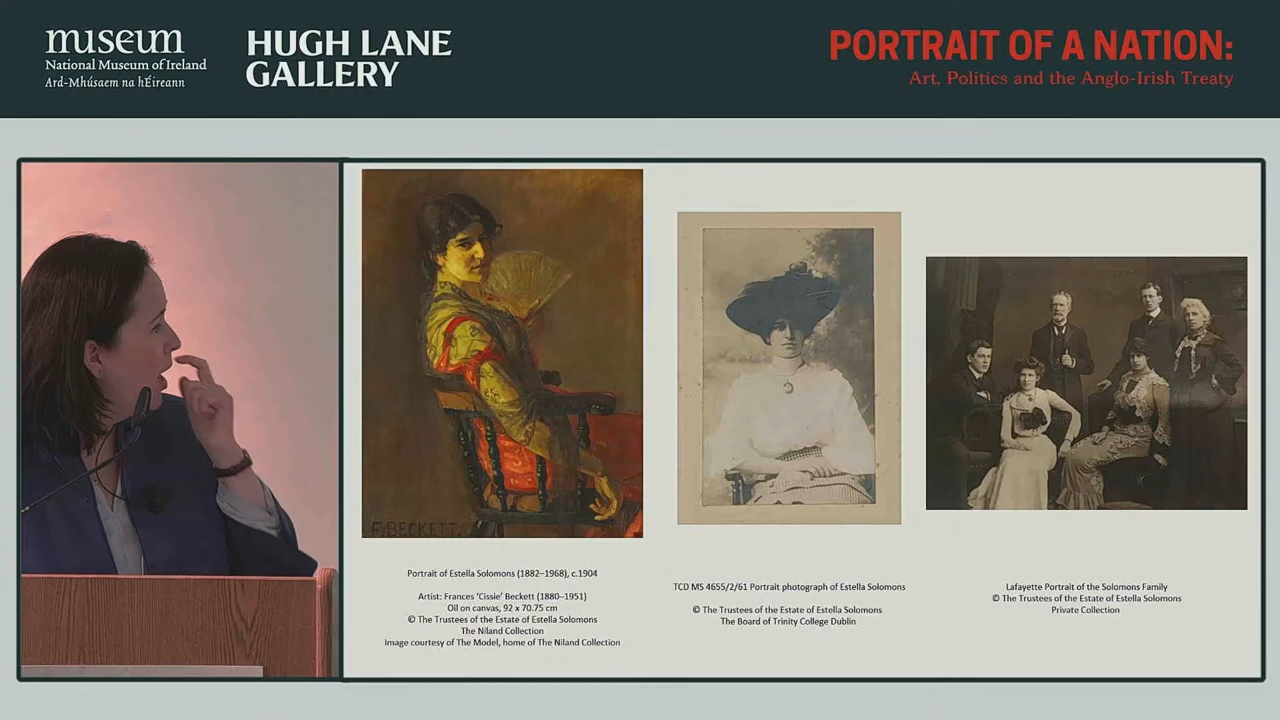 museum
National Museum of Ireland
Ard-Mhúsaem na hÉireann
HUGH LANE
GALLERY
PORTRAIT OF A NATION:
Art, Politics and the Anglo-Irish Treaty
F. BECKETT.
Portrait of Estella Solomons (1882–1968), c.1904
Artist: Frances ‘Cissie’ Beckett (1880–1951)
Oil on canvas, 92 x 70.75 cm
© The Trustees of the Estate of Estella Solomons
The Niland Collection
Image courtesy of The Model, home of The Niland Collection
TCD MS 4655/2/61 Portrait photograph of Estella Solomons
© The Trustees of the Estate of Estella Solomons
The Board of Trinity College Dublin
Lafayette Portrait of the Solomons Family
© The Trustees of the Estate of Estella Solomons
Private Collection